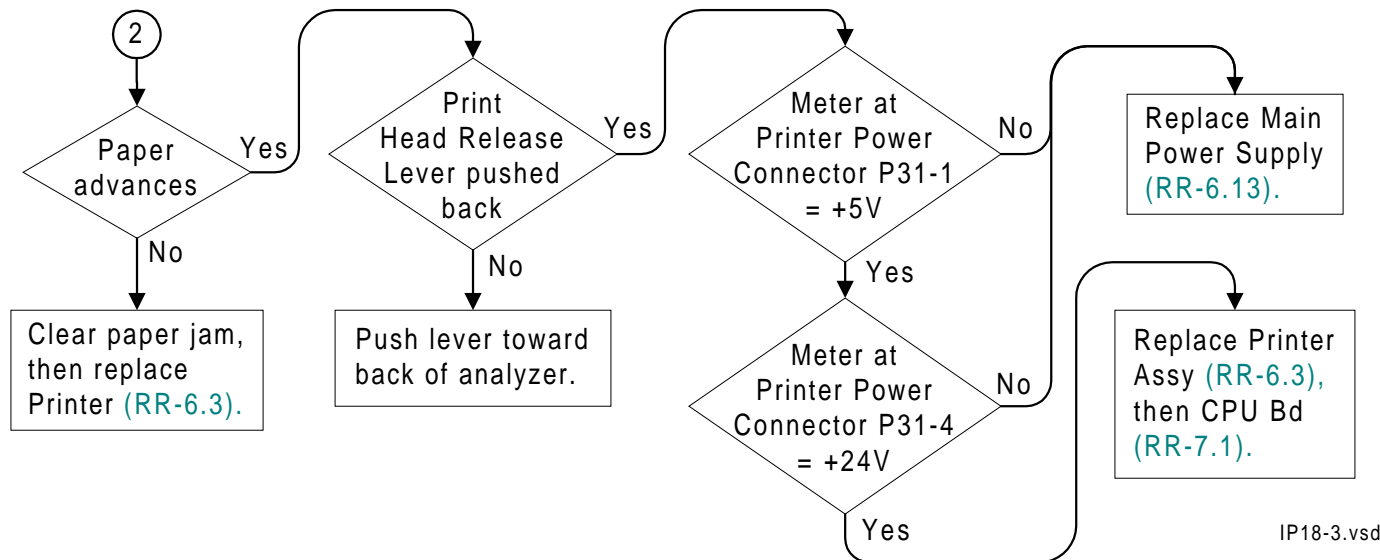 2
Paper
advances
Yes
No
Clear paper jam,
then replace
Printer (RR-6.3).
Print
Head Release
Lever pushed
back
Yes
No
Push lever toward
back of analyzer.
Meter at
Printer Power
Connector P31-1
= +5V
No
Yes
Replace Main
Power Supply
(RR-6.13).
Meter at
Printer Power
Connector P31-4
= +24V
No
Yes
Replace Printer
Assy (RR-6.3),
then CPU Bd
(RR-7.1).
IP18-3.vsd